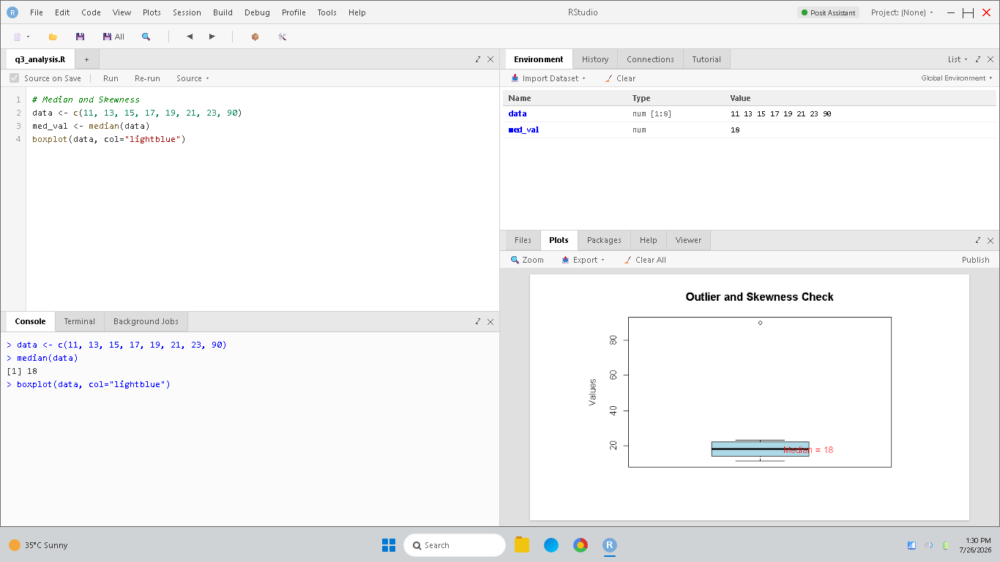 R File Edit Code View Plots Session Build Debug Profile Tools Help RStudio Posit Assistant Project: (None)
All
q3_analysis.R +
Source on Save Run Re-run Source
1 # Median and Skewness
2 data <- c(11, 13, 15, 17, 19, 21, 23, 90)
3 med_val <- median(data)
4 boxplot(data, col="lightblue")
Console Terminal Background Jobs
> data <- c(11, 13, 15, 17, 19, 21, 23, 90)
> median(data)
[1] 18
> boxplot(data, col="lightblue")
Environment History Connections Tutorial List
Import Dataset Clear Global Environment
Name Type Value
data num [1:8] 11 13 15 17 19 21 23 90
med_val num 18
Files Plots Packages Help Viewer
Zoom Export Clear All Publish
Outlier and Skewness Check
Values
80
60
40
20
Median = 18
35°C Sunny Search R 1:30 PM
7/26/2026